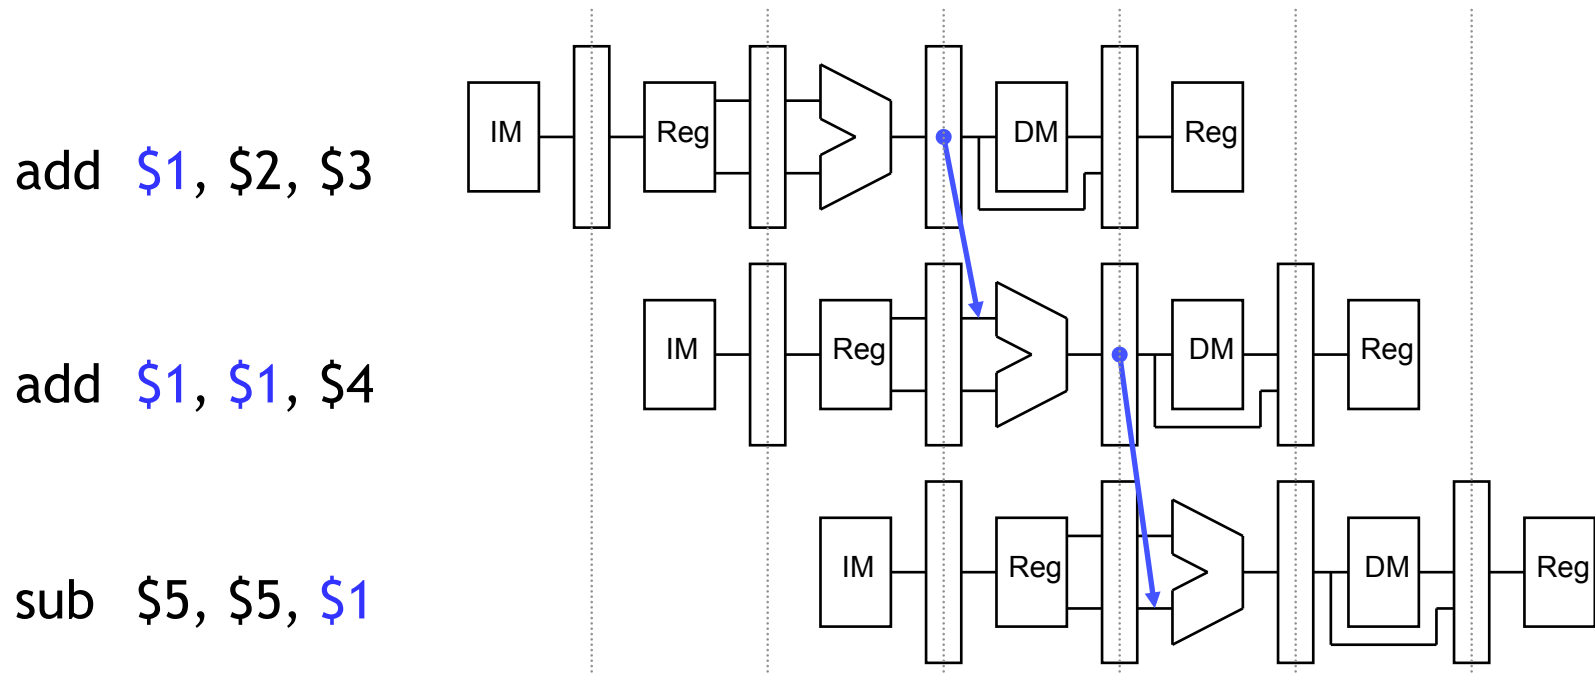 IM Reg DM Reg
add $1, $2, $3
IM Reg DM Reg
add $1, $1, $4
IM Reg DM Reg
sub $5, $5, $1